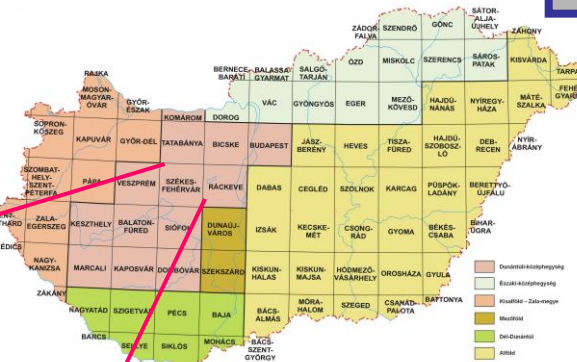 SÁTOR-
ALJA-
ÚJHELY
ZÁDOR-
FALVA
SZENDRŐ
GÖNC
ZÁHONY
BERNECE-
BARÁTI
BALASSA-
GYARMAT
SALGÓ-
TARJÁN
ÓZD
MISKOLC
SZERENCS
SÁROS-
PATAK
KISVÁRDA
TARPA
RAJKA
MOSON-
MAGYAR-
ÓVÁR
GYŐR-
ÉSZAK
KOMÁROM
DOROG
VÁC
GYÖNGYÖS
EGER
MEZŐ-
KÖVESD
HAJDÚ-
NÁNÁS
NYÍREGY-
HÁZA
MÁTÉ-
SZALKA
FEHÉR
GYARM
SOPRON-
KŐSZEG
KAPUVÁR
GYŐR-DÉL
TATABÁNYA
BICSKE
BUDAPEST
JÁSZ-
BERÉNY
HEVES
TISZA-
FÜRED
HAJDÚ-
SZOBOSZ-
LÓ
DEB-
RECEN
NYÍR-
ÁBRÁNY
SZOMBAT-
HELY-
SZENT-
PÉTERFA
PÁPA
VESZPRÉM
SZÉKES-
FEHÉRVÁR
RÁCKEVE
DABAS
CEGLÉD
SZOLNOK
KARCAG
PÜSPÖK-
LADÁNY
BERETTYÓ-
ÚJFALU
ZALA-
EGERSZEG
KESZTHELY
BALATON-
FÜRED
SIÓFOK
DUNAÚJ-
VÁROS
IZSÁK
KECSKE-
MÉT
CSONG-
RÁD
GYOMA
BÉKÉS-
CSABA
BIHAR-
UGRA
NAGY-
KANIZSA
MARCALI
KAPOSVÁR
DOMBÓVÁR
SZEKSZÁRD
KISKUN-
HALAS
KISKUN-
MAJSA
HÓDMEZŐ-
VÁSÁRHELY
OROSHÁZA
GYULA
ZÁKÁNY
NAGYATÁD
SZIGETVÁR
PÉCS
BAJA
BÁCS-
ALMÁS
MÓRA-
HALOM
SZEGED
CSANÁD-
PALOTA
BATTONYA
BARCS
SELLYE
SIKLÓS
MOHÁCS
BÁCS-
SZENT-
GYÖRGY
Dunántúli-középhegység
Északi-középhegység
Kisalföld – Zala-megye
Mezőföld
Dél-Dunántúl
Alföld